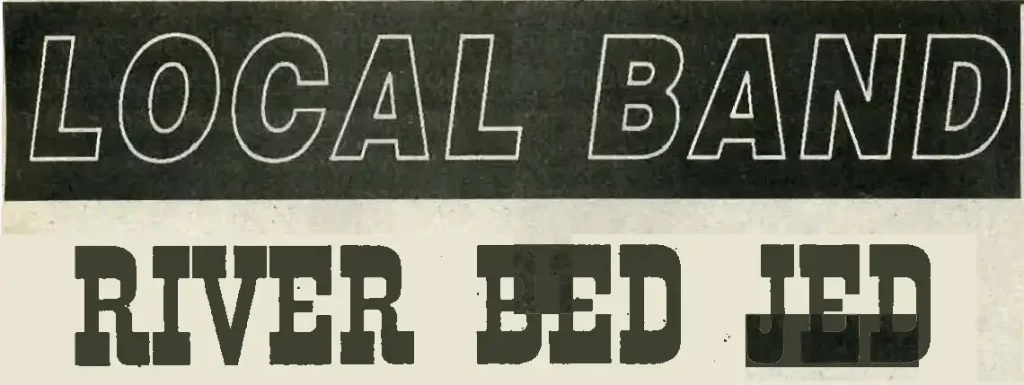 LOCAL BAND
RIVER BED JED